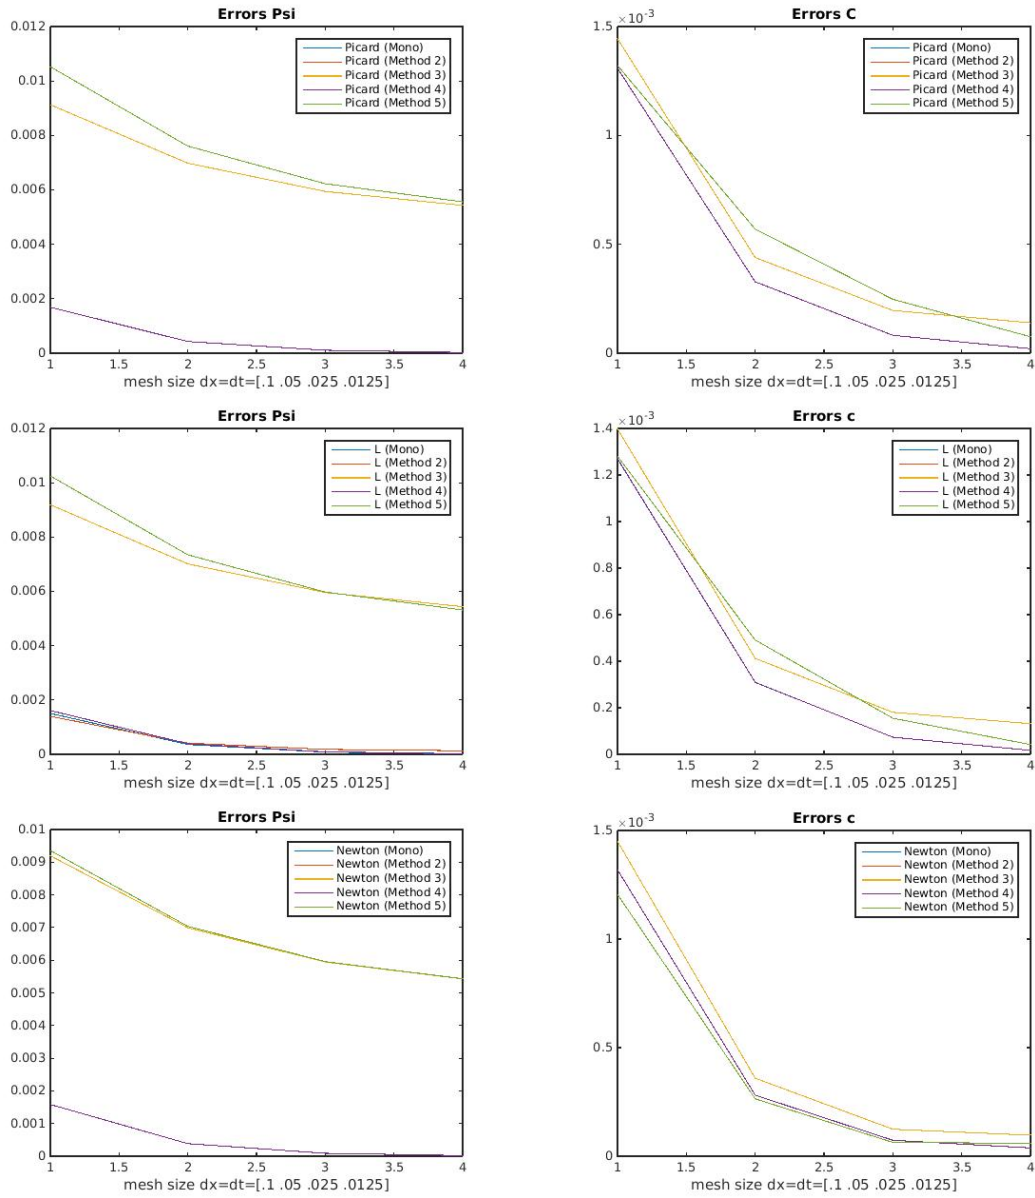 Errors Psi
0.012
0.01
0.008
0.006
0.004
0.002
0
1 1.5 2 2.5 3 3.5 4
mesh size dx=dt=[.1 .05 .025 .0125]
Picard (Mono)
Picard (Method 2)
Picard (Method 3)
Picard (Method 4)
Picard (Method 5)
Errors C
×10-3
1.5
1
0.5
0
1 1.5 2 2.5 3 3.5 4
mesh size dx=dt=[.1 .05 .025 .0125]
Picard (Mono)
Picard (Method 2)
Picard (Method 3)
Picard (Method 4)
Picard (Method 5)
Errors Psi
0.012
0.01
0.008
0.006
0.004
0.002
0
1 1.5 2 2.5 3 3.5 4
mesh size dx=dt=[.1 .05 .025 .0125]
L (Mono)
L (Method 2)
L (Method 3)
L (Method 4)
L (Method 5)
Errors c
×10-3
1.4
1.2
1
0.8
0.6
0.4
0.2
0
1 1.5 2 2.5 3 3.5 4
mesh size dx=dt=[.1 .05 .025 .0125]
L (Mono)
L (Method 2)
L (Method 3)
L (Method 4)
L (Method 5)
Errors Psi
0.01
0.009
0.008
0.007
0.006
0.005
0.004
0.003
0.002
0.001
0
1 1.5 2 2.5 3 3.5 4
mesh size dx=dt=[.1 .05 .025 .0125]
Newton (Mono)
Newton (Method 2)
Newton (Method 3)
Newton (Method 4)
Newton (Method 5)
Errors c
×10-3
1.5
1
0.5
0
1 1.5 2 2.5 3 3.5 4
mesh size dx=dt=[.1 .05 .025 .0125]
Newton (Mono)
Newton (Method 2)
Newton (Method 3)
Newton (Method 4)
Newton (Method 5)